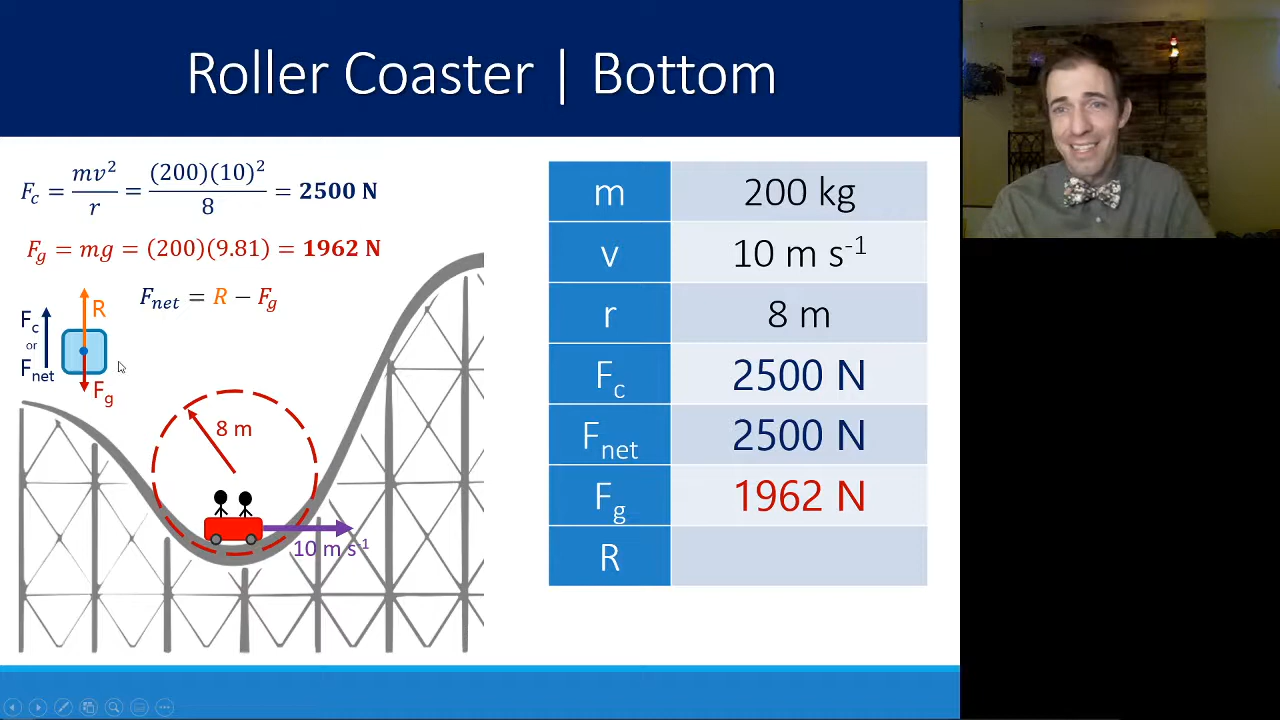 Roller Coaster | Bottom
F_c = mv²/r = (200)(10)²/8 = 2500 N
F_g = mg = (200)(9.81) = 1962 N
F_net = R − F_g
R
F_c
or
F_net
F_g
8 m
10 m s⁻¹
m 200 kg
v 10 m s⁻¹
r 8 m
F_c 2500 N
F_net 2500 N
F_g 1962 N
R